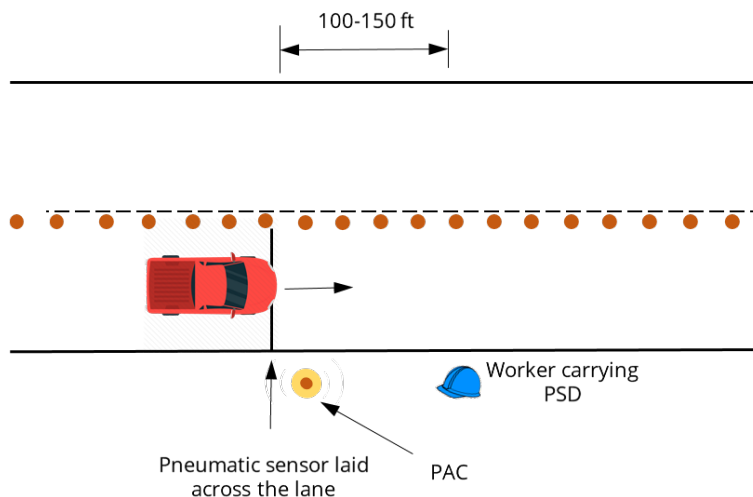 100-150 ft
Worker carrying
PSD
Pneumatic sensor laid
across the lane
PAC